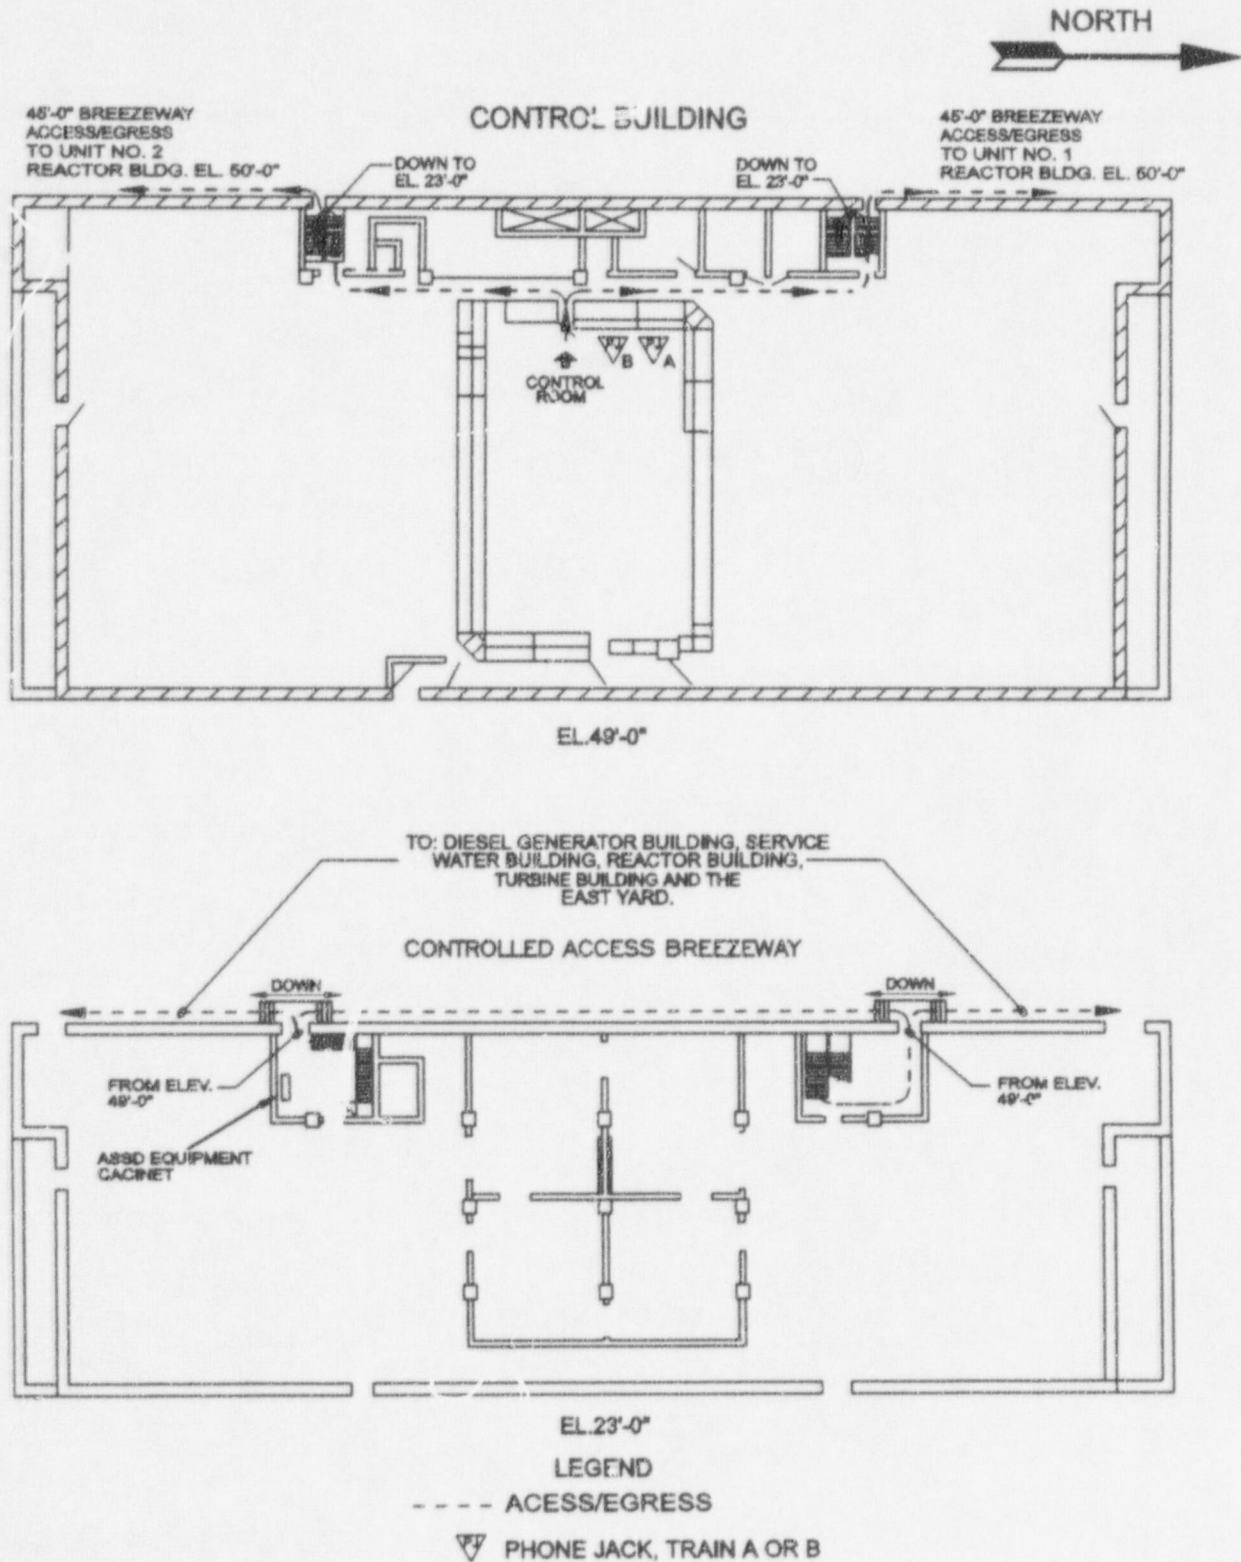 NORTH
CONTROL BUILDING
45'-0" BREEZEWAY
ACCESS/EGRESS
TO UNIT NO. 2
REACTOR BLDG. EL. 50'-0"
DOWN TO
EL. 23'-0"
DOWN TO
EL. 23'-0"
45'-0" BREEZEWAY
ACCESS/EGRESS
TO UNIT NO. 1
REACTOR BLDG. EL. 50'-0"
PJ B
PJ A
CONTROL
ROOM
EL.49'-0"
TO: DIESEL GENERATOR BUILDING, SERVICE
WATER BUILDING, REACTOR BUILDING,
TURBINE BUILDING AND THE
EAST YARD.
CONTROLLED ACCESS BREEZEWAY
DOWN
DOWN
FROM ELEV.
49'-0"
FROM ELEV.
49'-0"
ASSD EQUIPMENT
CACINET
EL.23'-0"
LEGEND
ACESS/EGRESS
PJ PHONE JACK, TRAIN A OR B